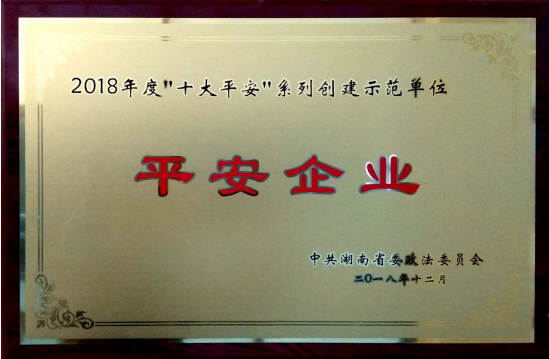 2018年度"十大平安"系列创建示范单位
平安企业
中共湖南省委政法委员会
二〇一八年十二月